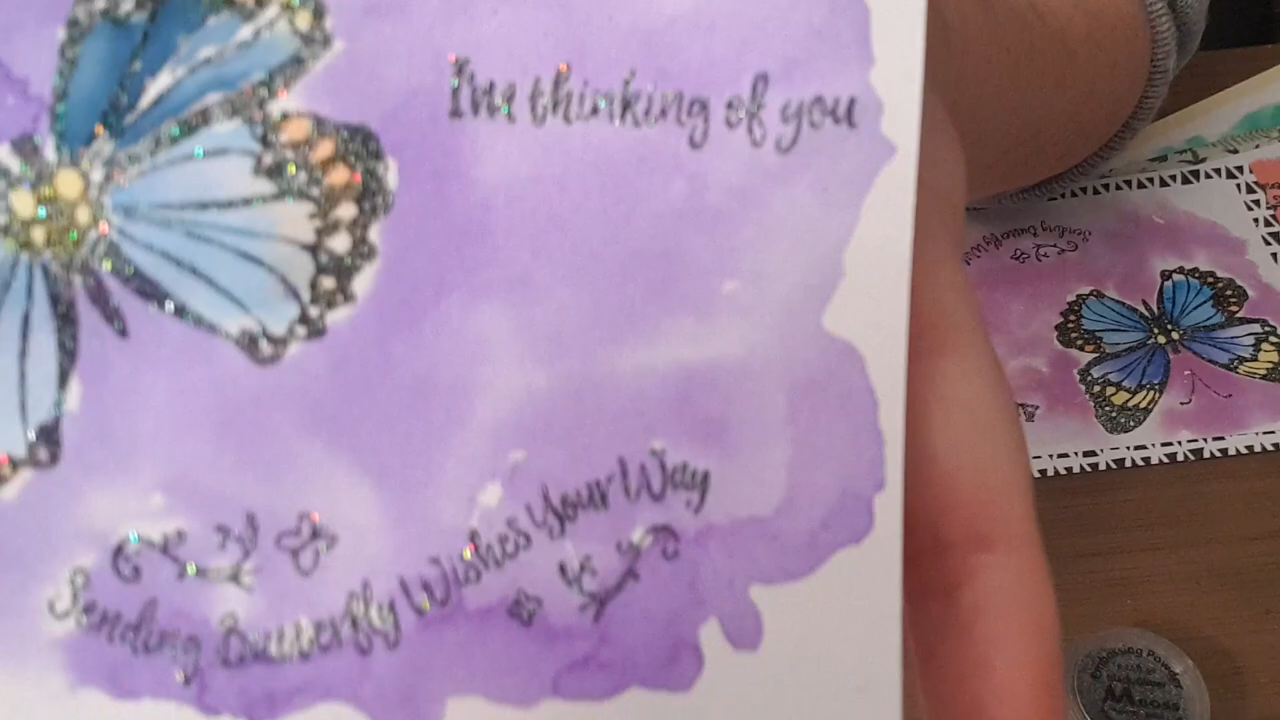 I'm thinking of you
Sending Butterfly Wishes Your Way
Sending Butterfly
Embossing Powder